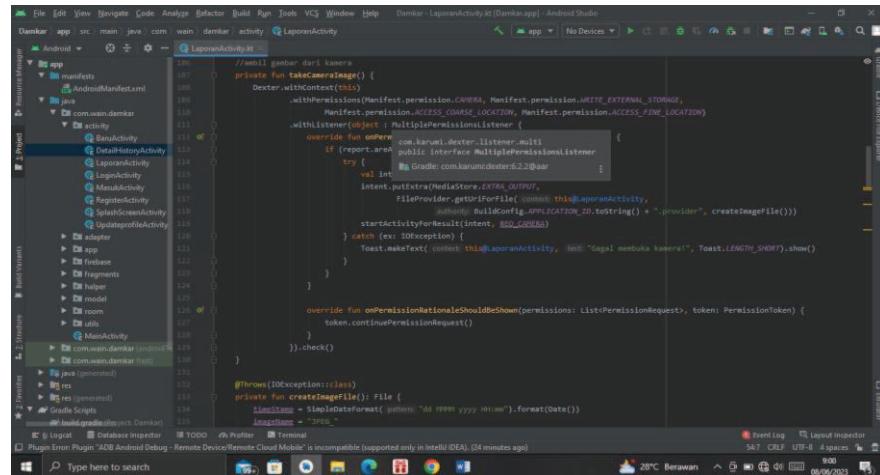 File Edit View Navigate Code Analyze Refactor Build Run Tools VCS Window Help Damkar - LaporanActivity.kt [Damkar.app] - Android Studio
Damkar app src main java com wain damkar activity LaporanActivity
app No Devices
Android
LaporanActivity.kt
app
manifests
AndroidManifest.xml
java
com.wain.damkar
activity
BaruActivity
DetailHistoryActivity
LaporanActivity
LoginActivity
MasukActivity
RegisterActivity
SplashScreenActivity
UpdateprofileActivity
adapter
app
firebase
fragments
halper
model
room
utils
MainActivity
com.wain.damkar
com.wain.damkar (test)
java (generated)
res
res (generated)
Gradle Scripts
Resource Manager
Project
Build Variants
Structure
Favorites
//ambil gambar dari kamera
private fun takeCameraImage() {
Dexter.withContext(this)
.withPermissions(Manifest.permission.CAMERA, Manifest.permission.WRITE_EXTERNAL_STORAGE,
Manifest.permission.ACCESS_COARSE_LOCATION, Manifest.permission.ACCESS_FINE_LOCATION)
.withListener(object : MultiplePermissionsListener {
override fun onPerm {
com.karumi.dexter.listener.multi
public interface MultiplePermissionsListener
Gradle: com.karumi:dexter:6.2.2@aar
if (report.areA
try {
val int
intent.putExtra(MediaStore.EXTRA_OUTPUT,
FileProvider.getUriForFile( context: this@LaporanActivity,
authority: BuildConfig.APPLICATION_ID.toString() + ".provider", createImageFile()))
startActivityForResult(intent, REQ_CAMERA)
} catch (ex: IOException) {
Toast.makeText( context: this@LaporanActivity, text: "Gagal membuka kamera!", Toast.LENGTH_SHORT).show()
}
}
}
override fun onPermissionRationaleShouldBeShown(permissions: List<PermissionRequest>, token: PermissionToken) {
token.continuePermissionRequest()
}
}).check()
}
@Throws(IOException::class)
private fun createImageFile(): File {
timeStamp = SimpleDateFormat( pattern: "dd MMMM yyyy HH:mm").format(Date())
imageName = "JPEG_"
Logcat Database Inspector TODO Profiler Terminal
Event Log Layout Inspector
Plugin Error: Plugin "ADB Android Debug - Remote Device/Remote Cloud Mobile" is incompatible (supported only in IntelliJ IDEA). (24 minutes ago)
54:7 CRLF UTF-8 4 spaces
Type here to search
28°C Berawan
9:00
08/06/2023